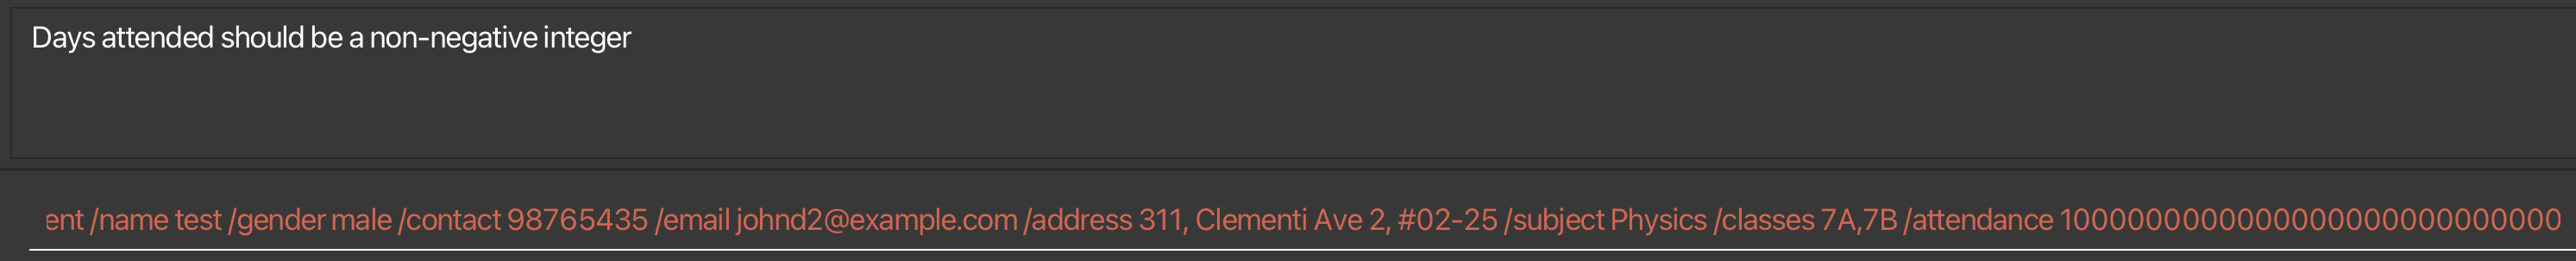 Days attended should be a non-negative integer
ent /name test /gender male /contact 98765435 /email johnd2@example.com /address 311, Clementi Ave 2, #02-25 /subject Physics /classes 7A,7B /attendance 100000000000000000000000000000